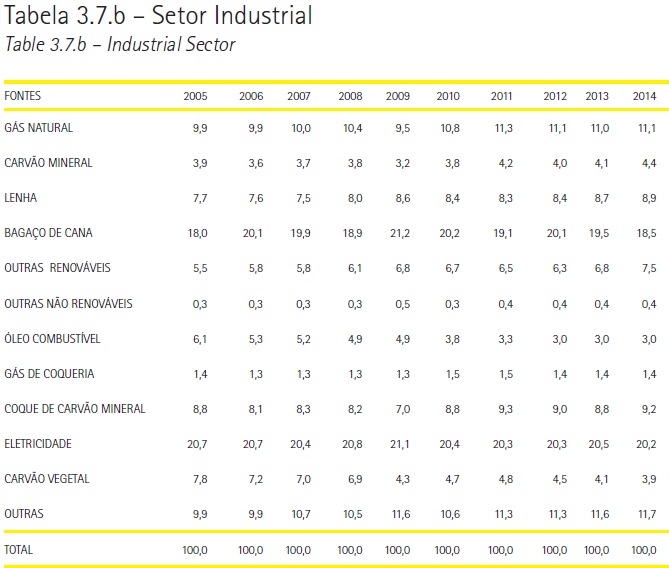 Tabela 3.7.b – Setor Industrial
Table 3.7.b – Industrial Sector
FONTES 2005 2006 2007 2008 2009 2010 2011 2012 2013 2014
GÁS NATURAL 9,9 9,9 10,0 10,4 9,5 10,8 11,3 11,1 11,0 11,1
CARVÃO MINERAL 3,9 3,6 3,7 3,8 3,2 3,8 4,2 4,0 4,1 4,4
LENHA 7,7 7,6 7,5 8,0 8,6 8,4 8,3 8,4 8,7 8,9
BAGAÇO DE CANA 18,0 20,1 19,9 18,9 21,2 20,2 19,1 20,1 19,5 18,5
OUTRAS RENOVÁVEIS 5,5 5,8 5,8 6,1 6,8 6,7 6,5 6,3 6,8 7,5
OUTRAS NÃO RENOVÁVEIS 0,3 0,3 0,3 0,3 0,5 0,3 0,4 0,4 0,4 0,4
ÓLEO COMBUSTÍVEL 6,1 5,3 5,2 4,9 4,9 3,8 3,3 3,0 3,0 3,0
GÁS DE COQUERIA 1,4 1,3 1,3 1,3 1,3 1,5 1,5 1,4 1,4 1,4
COQUE DE CARVÃO MINERAL 8,8 8,1 8,3 8,2 7,0 8,8 9,3 9,0 8,8 9,2
ELETRICIDADE 20,7 20,7 20,4 20,8 21,1 20,4 20,3 20,3 20,5 20,2
CARVÃO VEGETAL 7,8 7,2 7,0 6,9 4,3 4,7 4,8 4,5 4,1 3,9
OUTRAS 9,9 9,9 10,7 10,5 11,6 10,6 11,3 11,3 11,6 11,7
TOTAL 100,0 100,0 100,0 100,0 100,0 100,0 100,0 100,0 100,0 100,0